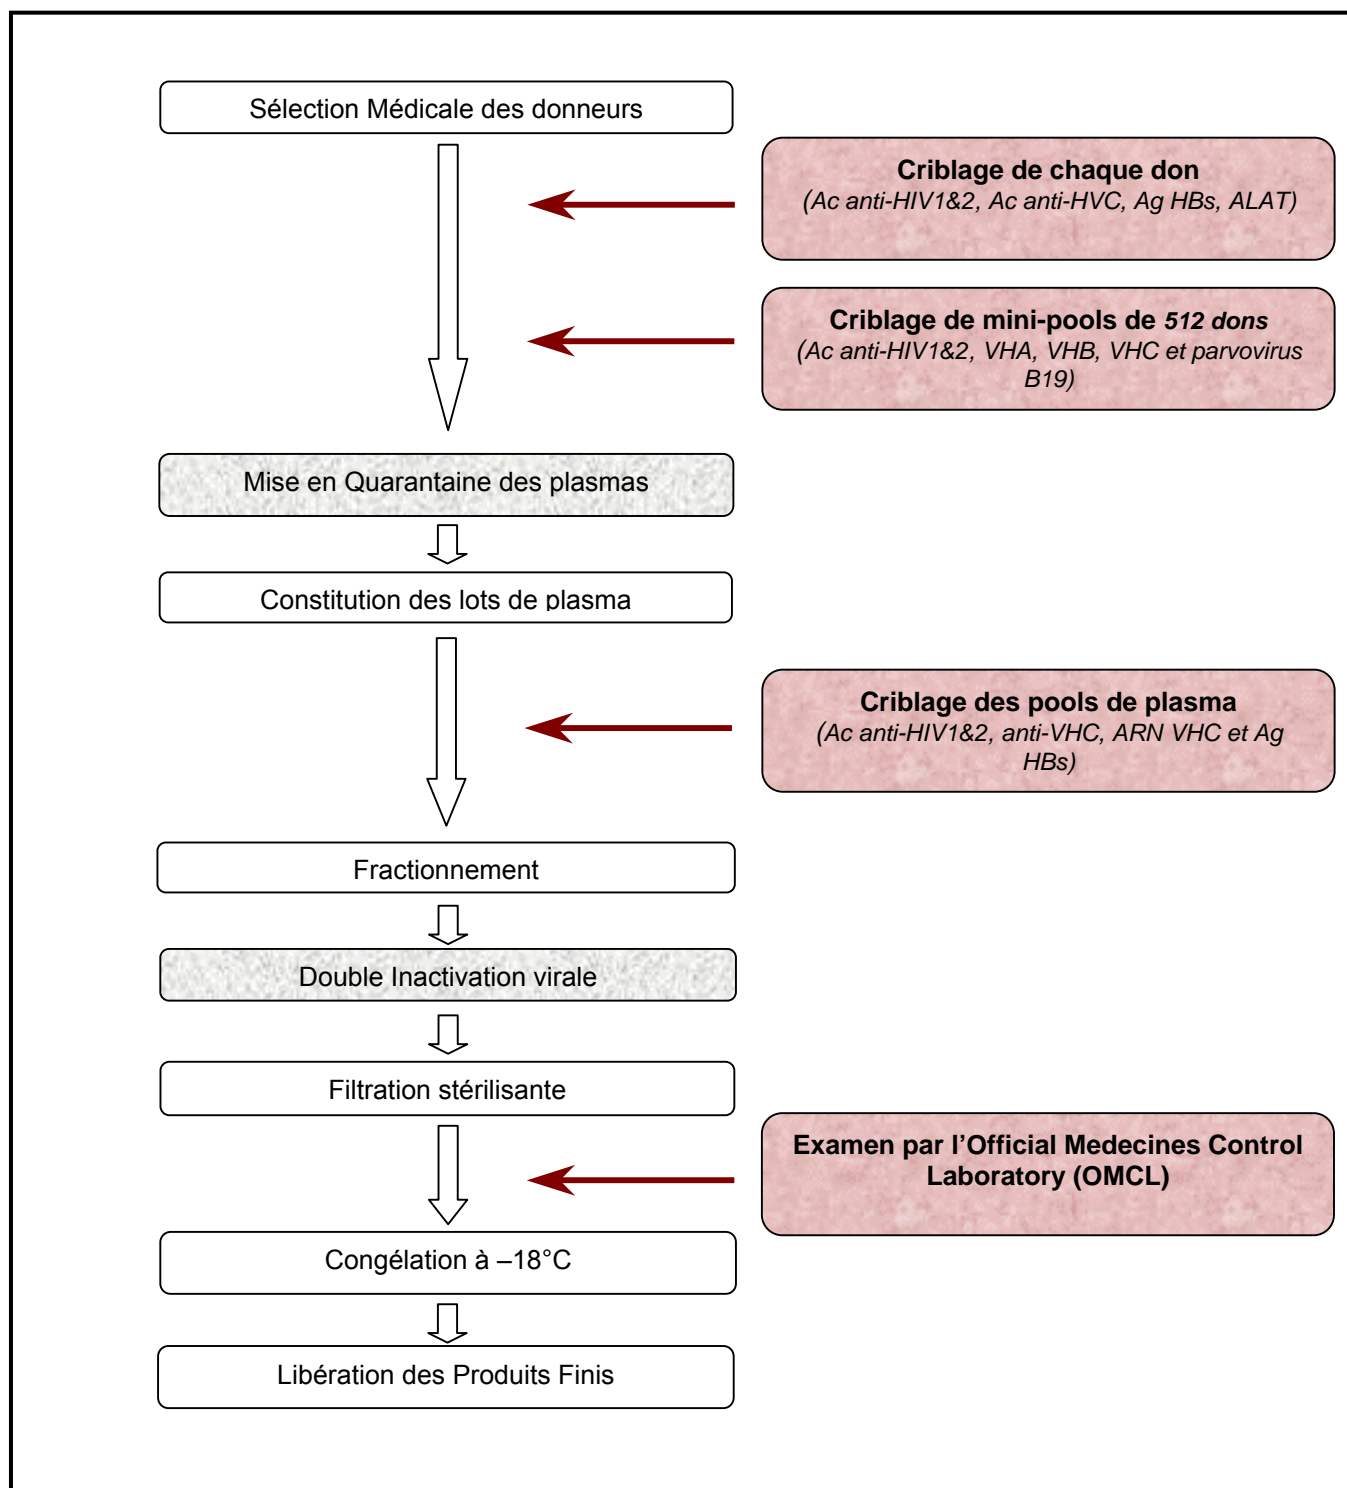 Sélection Médicale des donneurs
Criblage de chaque don
(Ac anti-HIV1&2, Ac anti-HVC, Ag HBs, ALAT)
Criblage de mini-pools de 512 dons
(Ac anti-HIV1&2, VHA, VHB, VHC et parvovirus
B19)
Mise en Quarantaine des plasmas
Constitution des lots de plasma
Criblage des pools de plasma
(Ac anti-HIV1&2, anti-VHC, ARN VHC et Ag
HBs)
Fractionnement
Double Inactivation virale
Filtration stérilisante
Examen par l’Official Medecines Control
Laboratory (OMCL)
Congélation à –18°C
Libération des Produits Finis